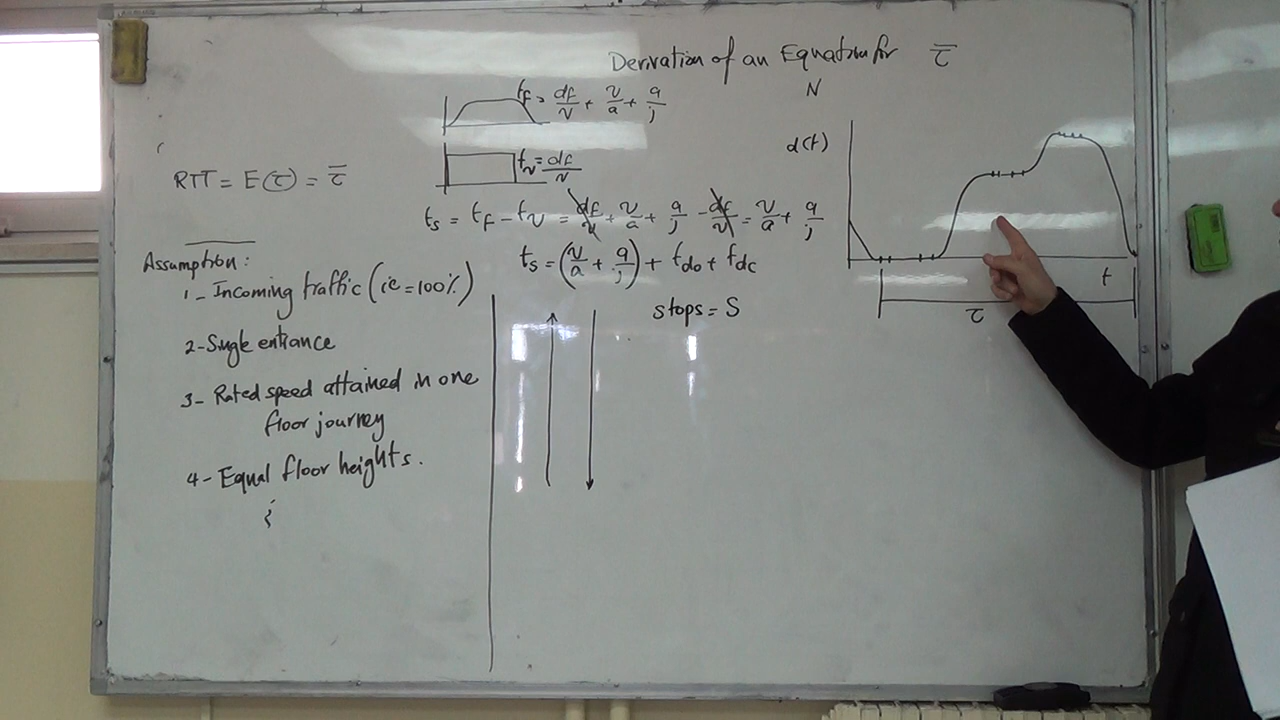 Derivation of an Equation for τ̅
N
tf = df/v + v/a + a/j
d(t)
tv = df/v
RTT = E(τ) = τ̅
ts = tf - tv = df/v + v/a + a/j - df/v = v/a + a/j
ts = (v/a + a/j) + tdo + tdc
Assumption:
1 - Incoming traffic (ic = 100%)
stops = S
t
τ
2 - Single entrance
3 - Rated speed attained in one
floor journey
4 - Equal floor heights.